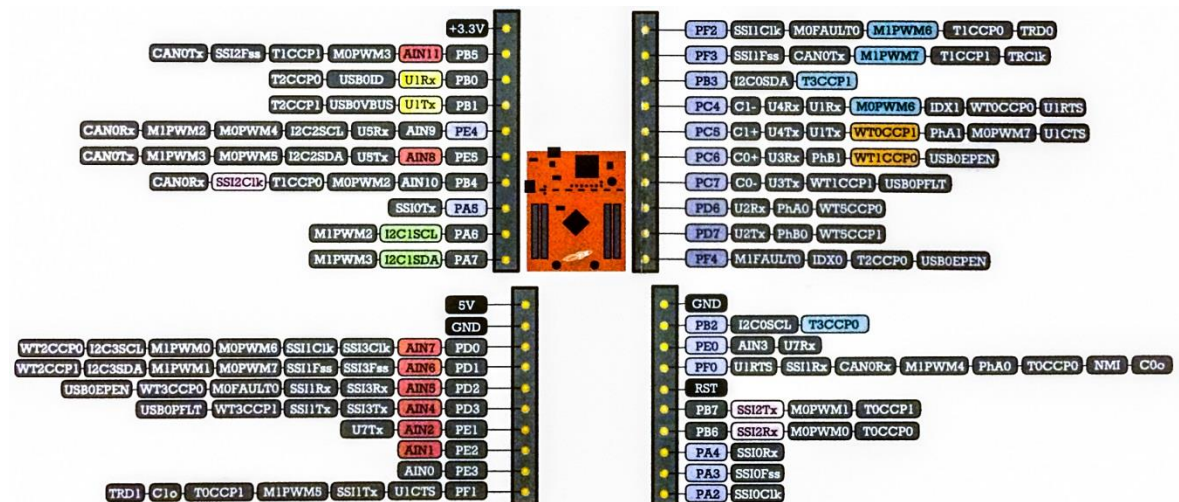 +3.3V
CAN0Tx SSI2Fss T1CCP1 M0PWM3 AIN11 PB5
T2CCP0 USB0ID U1Rx PB0
T2CCP1 USB0VBUS U1Tx PB1
CAN0Rx M1PWM2 M0PWM4 I2C2SCL U5Rx AIN9 PE4
CAN0Tx M1PWM3 M0PWM5 I2C2SDA U5Tx AIN8 PE5
CAN0Rx SSI2Clk T1CCP0 M0PWM2 AIN10 PB4
SSI0Tx PA5
M1PWM2 I2C1SCL PA6
M1PWM3 I2C1SDA PA7
PF2 SSI1Clk M0FAULT0 M1PWM6 T1CCP0 TRD0
PF3 SSI1Fss CAN0Tx M1PWM7 T1CCP1 TRClk
PB3 I2C0SDA T3CCP1
PC4 C1- U4Rx U1Rx M0PWM6 IDX1 WT0CCP0 U1RTS
PC5 C1+ U4Tx U1Tx WT0CCP1 PhA1 M0PWM7 U1CTS
PC6 C0+ U3Rx PhB1 WT1CCP0 USB0EPEN
PC7 C0- U3Tx WT1CCP1 USB0PFLT
PD6 U2Rx PhA0 WT5CCP0
PD7 U2Tx PhB0 WT5CCP1
PF4 M1FAULT0 IDX0 T2CCP0 USB0EPEN
5V
GND
WT2CCP0 I2C3SCL M1PWM0 M0PWM6 SSI1Clk SSI3Clk AIN7 PD0
WT2CCP1 I2C3SDA M1PWM1 M0PWM7 SSI1Fss SSI3Fss AIN6 PD1
USB0EPEN WT3CCP0 M0FAULT0 SSI1Rx SSI3Rx AIN5 PD2
USB0PFLT WT3CCP1 SSI1Tx SSI3Tx AIN4 PD3
U7Tx AIN2 PE1
AIN1 PE2
AIN0 PE3
TRD1 C1o T0CCP1 M1PWM5 SSI1Tx U1CTS PF1
GND
PB2 I2C0SCL T3CCP0
PE0 AIN3 U7Rx
PF0 U1RTS SSI1Rx CAN0Rx M1PWM4 PhA0 T0CCP0 NMI C0o
RST
PB7 SSI2Tx M0PWM1 T0CCP1
PB6 SSI2Rx M0PWM0 T0CCP0
PA4 SSI0Rx
PA3 SSI0Fss
PA2 SSI0Clk